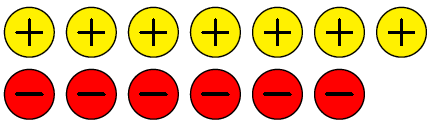 + + + + + + +
− − − − − −